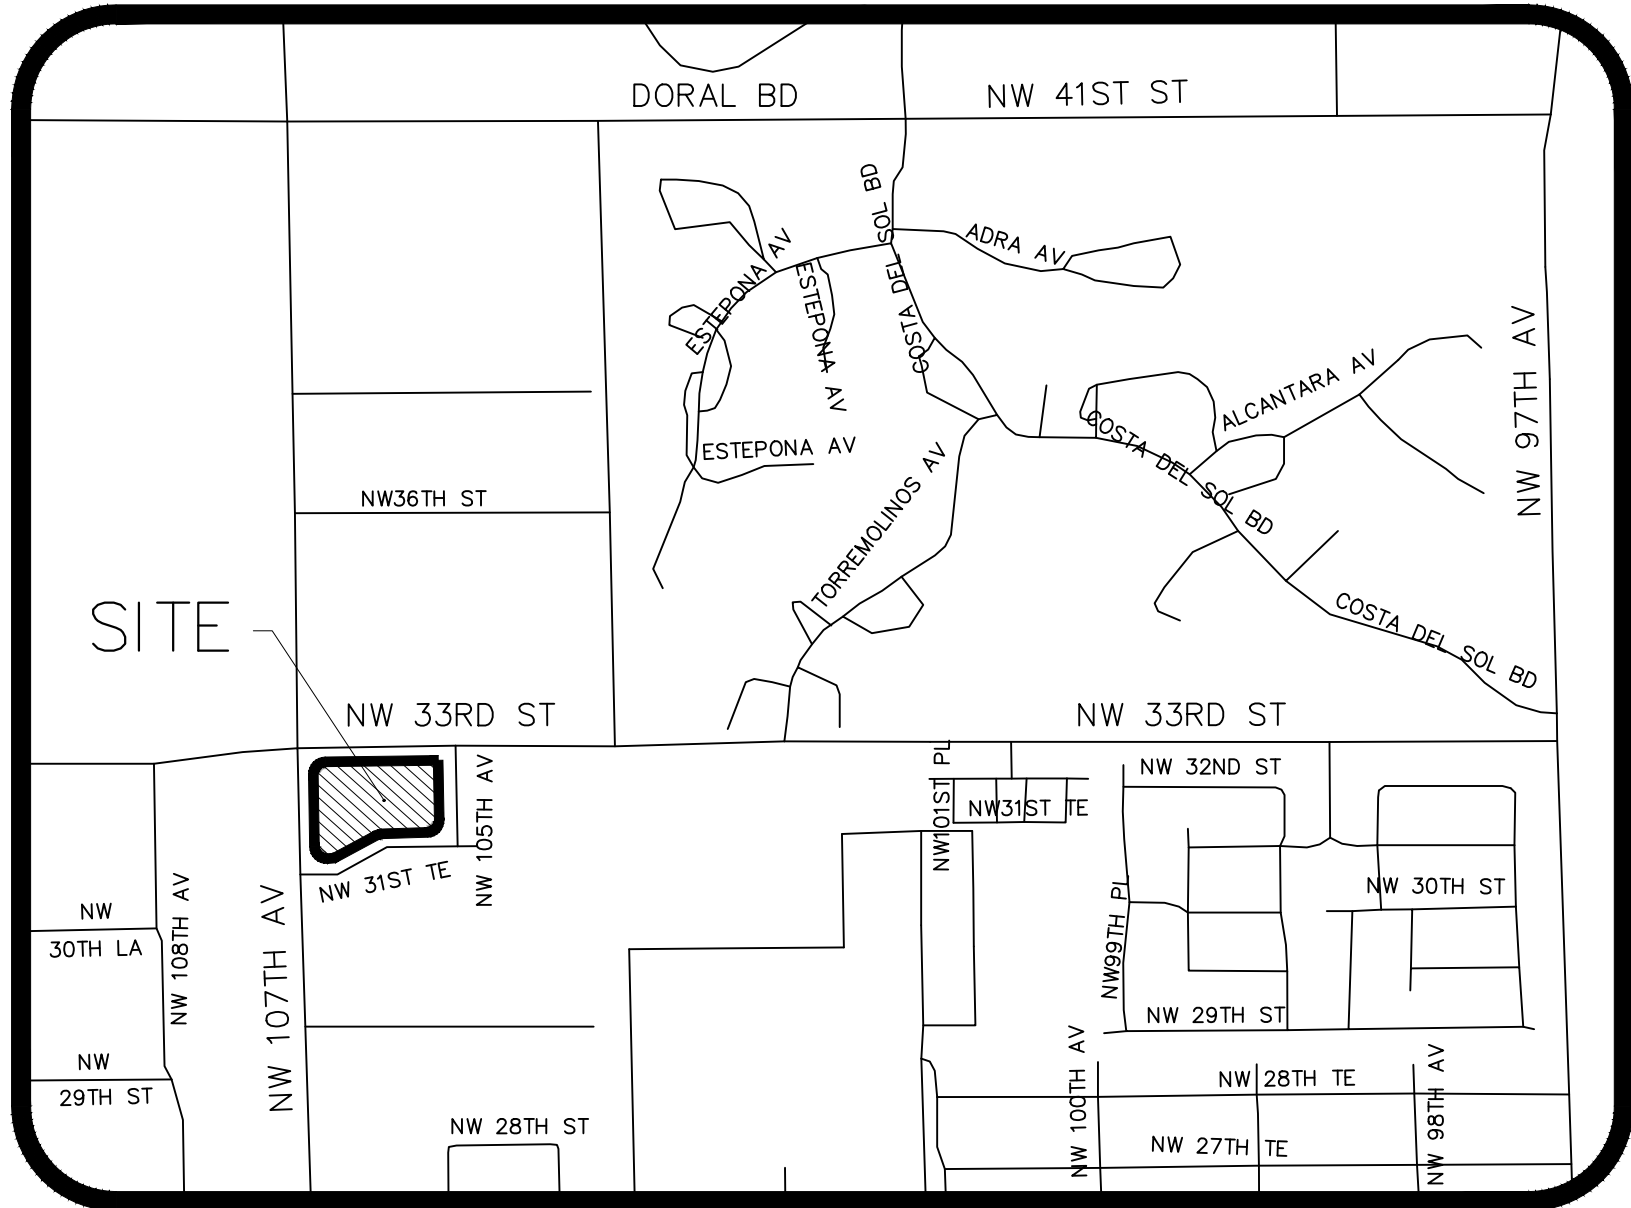 DORAL BD
NW 41ST ST
COSTA DEL SOL BD
ADRA AV
ESTEPONA AV
ESTEPONA AV
ESTEPONA AV
NW 97TH AV
ALCANTARA AV
COSTA DEL SOL BD
TORREMOLINOS AV
NW36TH ST
SITE
COSTA DEL SOL BD
NW 33RD ST
NW 33RD ST
NW101ST PL
NW 105TH AV
NW 32ND ST
NW31ST TE
NW 31ST TE
NW 108TH AV
NW 107TH AV
NW99TH PL
NW 30TH ST
NW
30TH LA
NW 29TH ST
NW
29TH ST
NW 100TH AV
NW 28TH TE
NW 98TH AV
NW 28TH ST
NW 27TH TE